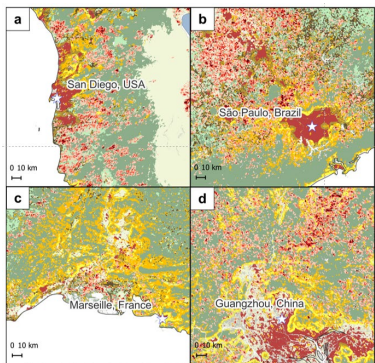 a
San Diego, USA
0 10 km
b
São Paulo, Brazil
0 10 km
c
Marseille, France
0 10 km
d
Guangzhou, China
0 10 km